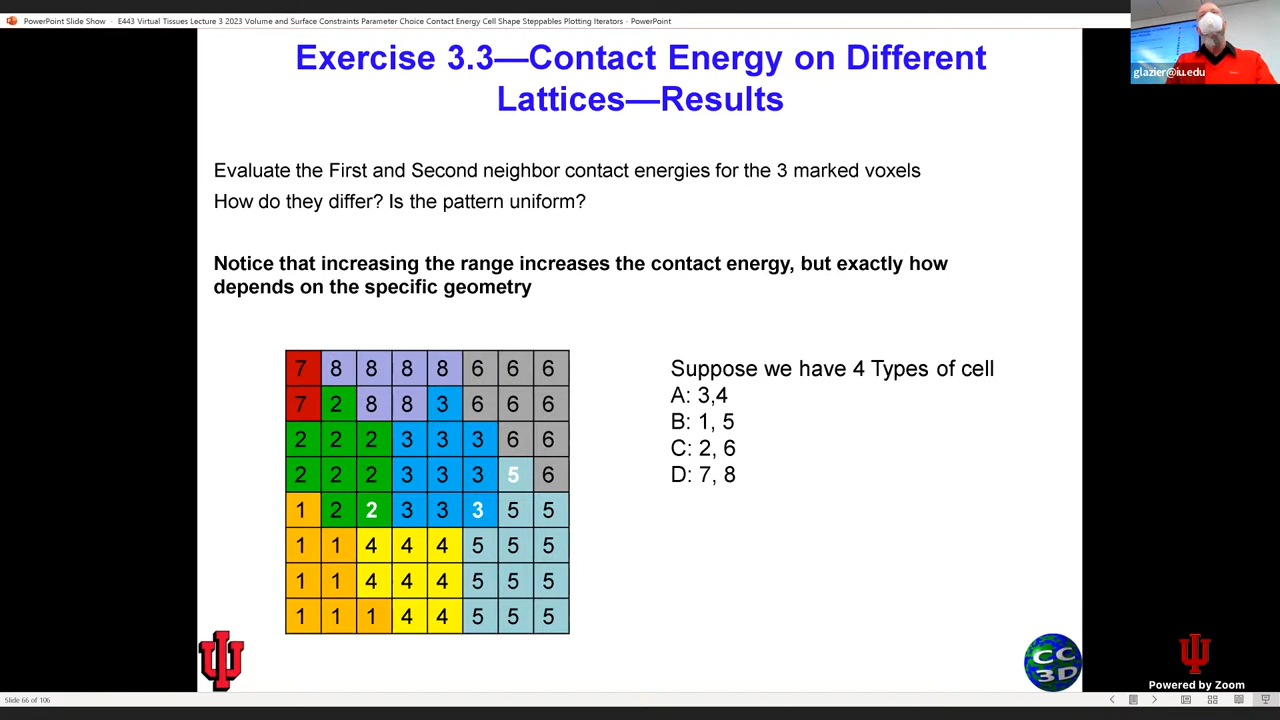 PowerPoint Slide Show - E443 Virtual Tissues Lecture 3 2023 Volume and Surface Constraints Parameter Choice Contact Energy Cell Shape Steppables Plotting Iterators - PowerPoint
glazier@iu.edu
Exercise 3.3—Contact Energy on Different
Lattices—Results
Evaluate the First and Second neighbor contact energies for the 3 marked voxels
How do they differ? Is the pattern uniform?
Notice that increasing the range increases the contact energy, but exactly how
depends on the specific geometry
7 8 8 8 8 6 6 6
7 2 8 8 3 6 6 6
2 2 2 3 3 3 6 6
2 2 2 3 3 3 5 6
1 2 2 3 3 3 5 5
1 1 4 4 4 5 5 5
1 1 4 4 4 5 5 5
1 1 1 4 4 5 5 5
Suppose we have 4 Types of cell
A: 3,4
B: 1, 5
C: 2, 6
D: 7, 8
CC
3D
Powered by Zoom
Slide 66 of 106